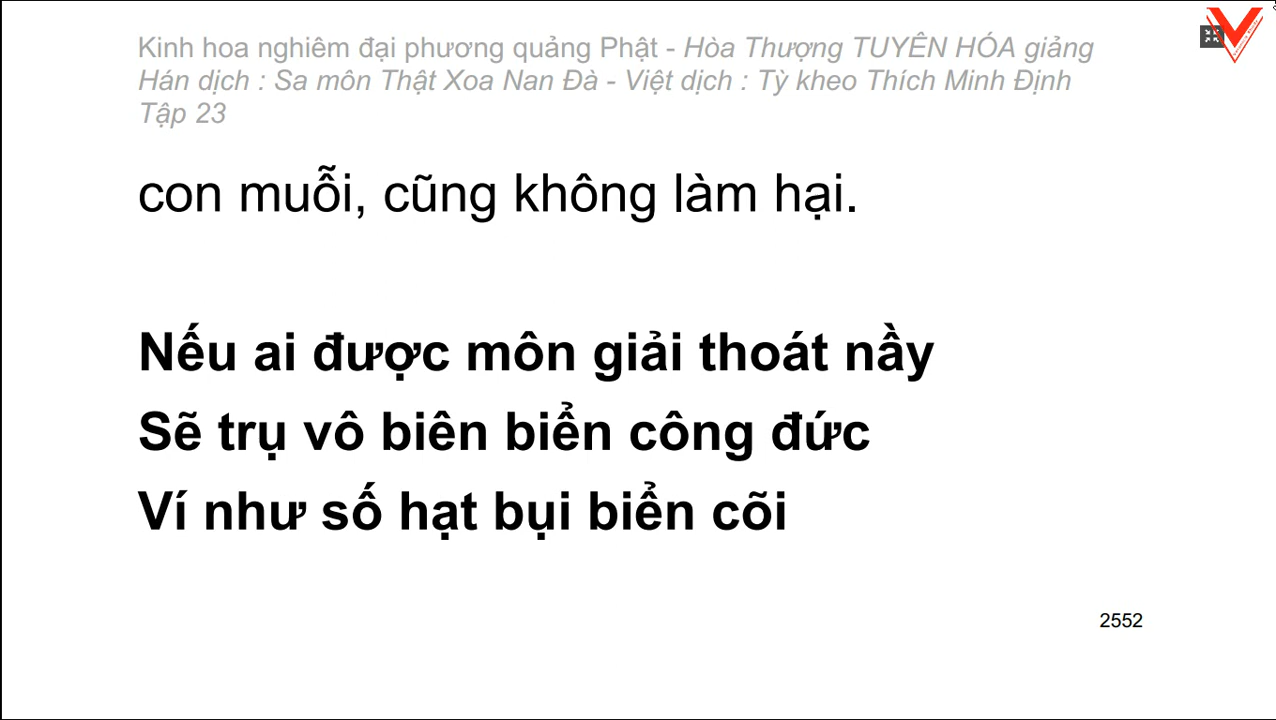 Kinh hoa nghiêm đại phương quảng Phật - Hòa Thượng TUYÊN HÓA giảng
Hán dịch : Sa môn Thật Xoa Nan Đà - Việt dịch : Tỳ kheo Thích Minh Định
Tập 23
con muỗi, cũng không làm hại.
Nếu ai được môn giải thoát nầy
Sẽ trụ vô biên biển công đức
Ví như số hạt bụi biển cõi
2552